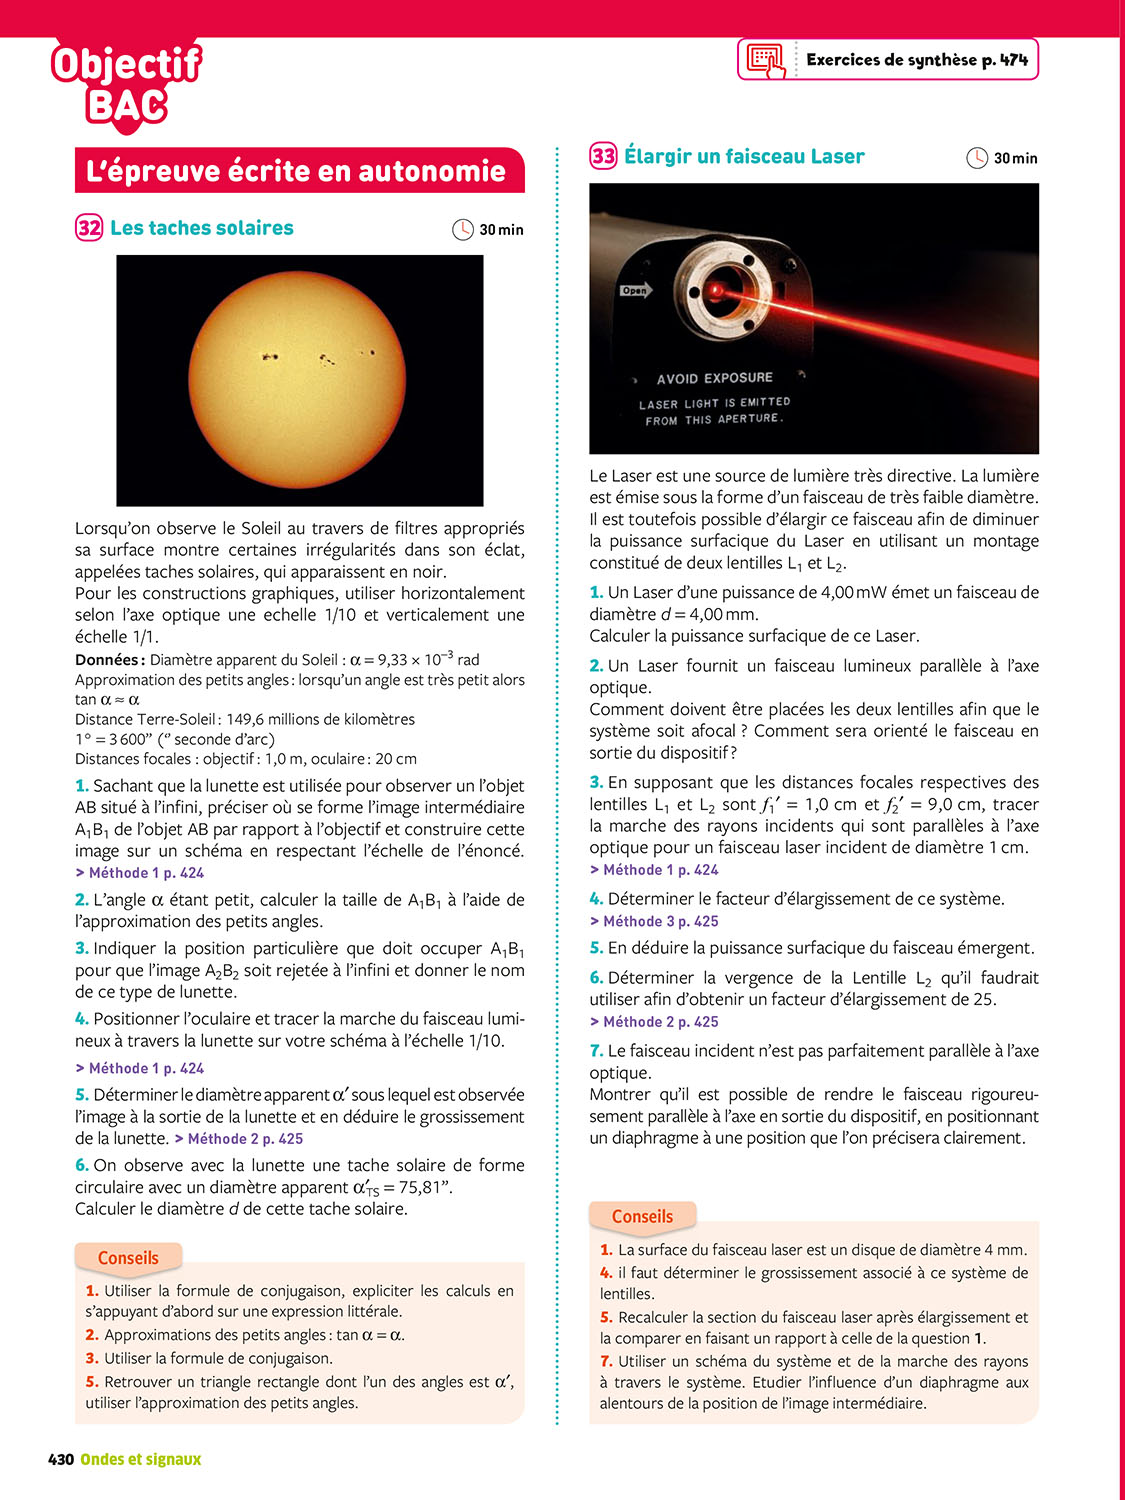 Objectif
BAC
Exercices de synthèse p. 474
L'épreuve écrite en autonomie
32 Les taches solaires
30 min
Lorsqu'on observe le Soleil au travers de filtres appropriés
sa surface montre certaines irrégularités dans son éclat,
appelées taches solaires, qui apparaissent en noir.
Pour les constructions graphiques, utiliser horizontalement
selon l'axe optique une echelle 1/10 et verticalement une
échelle 1/1.
Données : Diamètre apparent du Soleil : α = 9,33 × 10⁻³ rad
Approximation des petits angles : lorsqu'un angle est très petit alors
tan α ≈ α
Distance Terre-Soleil : 149,6 millions de kilomètres
1° = 3 600” (‘’ seconde d'arc)
Distances focales : objectif : 1,0 m, oculaire : 20 cm
1. Sachant que la lunette est utilisée pour observer un l'objet
AB situé à l'infini, préciser où se forme l'image intermédiaire
A₁B₁ de l'objet AB par rapport à l'objectif et construire cette
image sur un schéma en respectant l'échelle de l'énoncé.
> Méthode 1 p. 424
2. L'angle α étant petit, calculer la taille de A₁B₁ à l'aide de
l'approximation des petits angles.
3. Indiquer la position particulière que doit occuper A₁B₁
pour que l'image A₂B₂ soit rejetée à l'infini et donner le nom
de ce type de lunette.
4. Positionner l'oculaire et tracer la marche du faisceau lumi-
neux à travers la lunette sur votre schéma à l'échelle 1/10.
> Méthode 1 p. 424
5. Déterminer le diamètre apparent α′ sous lequel est observée
l'image à la sortie de la lunette et en déduire le grossissement
de la lunette. > Méthode 2 p. 425
6. On observe avec la lunette une tache solaire de forme
circulaire avec un diamètre apparent α′TS = 75,81”.
Calculer le diamètre d de cette tache solaire.
Conseils
1. Utiliser la formule de conjugaison, expliciter les calculs en
s'appuyant d'abord sur une expression littérale.
2. Approximations des petits angles : tan α = α.
3. Utiliser la formule de conjugaison.
5. Retrouver un triangle rectangle dont l'un des angles est α′,
utiliser l'approximation des petits angles.
33 Élargir un faisceau Laser
30 min
Open
AVOID EXPOSURE
LASER LIGHT IS EMITTED
FROM THIS APERTURE.
Le Laser est une source de lumière très directive. La lumière
est émise sous la forme d'un faisceau de très faible diamètre.
Il est toutefois possible d'élargir ce faisceau afin de diminuer
la puissance surfacique du Laser en utilisant un montage
constitué de deux lentilles L₁ et L₂.
1. Un Laser d'une puissance de 4,00 mW émet un faisceau de
diamètre d = 4,00 mm.
Calculer la puissance surfacique de ce Laser.
2. Un Laser fournit un faisceau lumineux parallèle à l'axe
optique.
Comment doivent être placées les deux lentilles afin que le
système soit afocal ? Comment sera orienté le faisceau en
sortie du dispositif ?
3. En supposant que les distances focales respectives des
lentilles L₁ et L₂ sont f₁′ = 1,0 cm et f₂′ = 9,0 cm, tracer
la marche des rayons incidents qui sont parallèles à l'axe
optique pour un faisceau laser incident de diamètre 1 cm.
> Méthode 1 p. 424
4. Déterminer le facteur d'élargissement de ce système.
> Méthode 3 p. 425
5. En déduire la puissance surfacique du faisceau émergent.
6. Déterminer la vergence de la Lentille L₂ qu'il faudrait
utiliser afin d'obtenir un facteur d'élargissement de 25.
> Méthode 2 p. 425
7. Le faisceau incident n'est pas parfaitement parallèle à l'axe
optique.
Montrer qu'il est possible de rendre le faisceau rigoureu-
sement parallèle à l'axe en sortie du dispositif, en positionnant
un diaphragme à une position que l'on précisera clairement.
Conseils
1. La surface du faisceau laser est un disque de diamètre 4 mm.
4. il faut déterminer le grossissement associé à ce système de
lentilles.
5. Recalculer la section du faisceau laser après élargissement et
la comparer en faisant un rapport à celle de la question 1.
7. Utiliser un schéma du système et de la marche des rayons
à travers le système. Etudier l'influence d'un diaphragme aux
alentours de la position de l'image intermédiaire.
430 Ondes et signaux